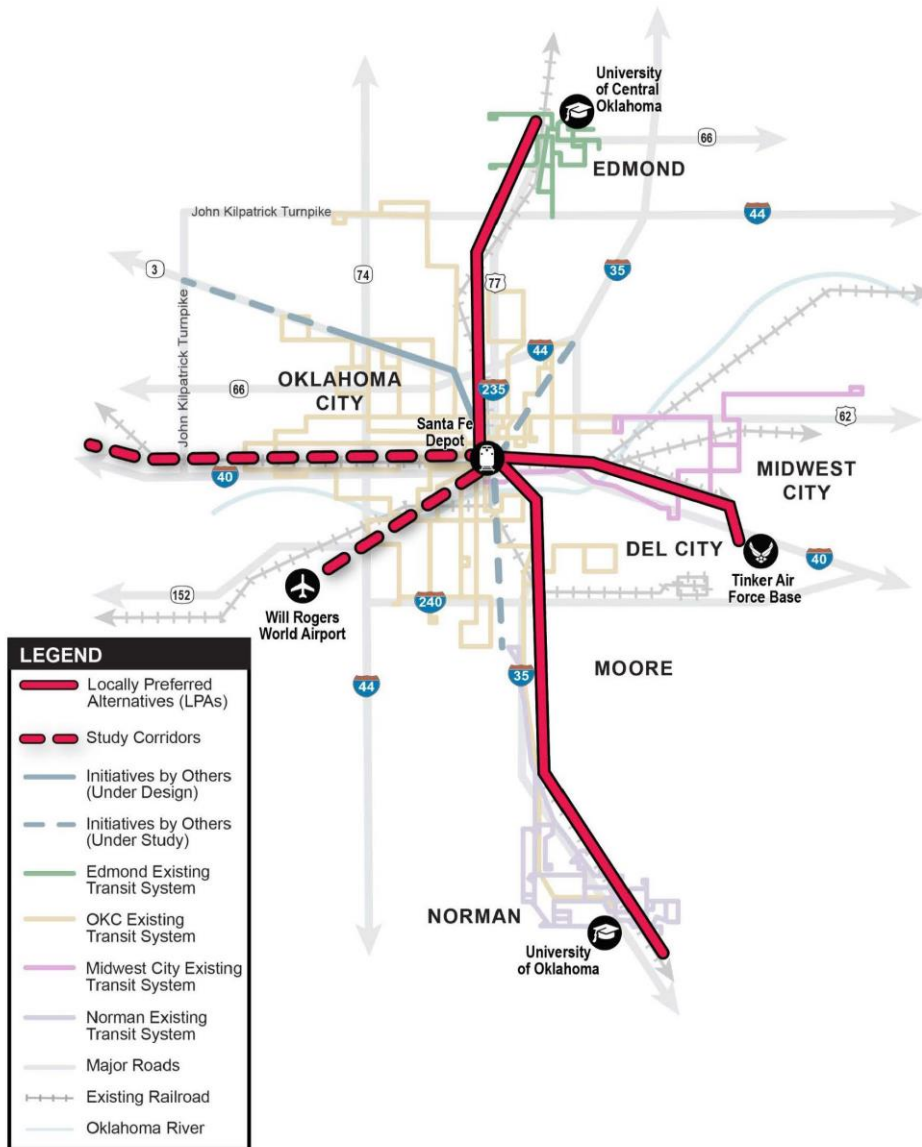 University
of Central
Oklahoma
66
EDMOND
John Kilpatrick Turnpike
44
3
74
77
35
John Kilpatrick Turnpike
44
66
OKLAHOMA
CITY
235
Santa Fe
Depot
62
40
MIDWEST
CITY
DEL CITY
40
Tinker Air
Force Base
152
Will Rogers
World Airport
240
MOORE
44
35
NORMAN
University
of Oklahoma
LEGEND
Locally Preferred
Alternatives (LPAs)
Study Corridors
Initiatives by Others
(Under Design)
Initiatives by Others
(Under Study)
Edmond Existing
Transit System
OKC Existing
Transit System
Midwest City Existing
Transit System
Norman Existing
Transit System
Major Roads
Existing Railroad
Oklahoma River